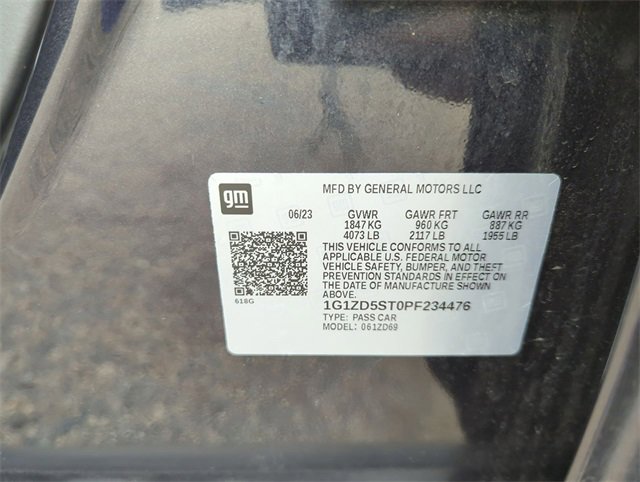 gm
MFD BY GENERAL MOTORS LLC
06/23 GVWR GAWR FRT GAWR RR
1847 KG 960 KG 887 KG
4073 LB 2117 LB 1955 LB
THIS VEHICLE CONFORMS TO ALL
APPLICABLE U.S. FEDERAL MOTOR
VEHICLE SAFETY, BUMPER, AND THEFT
PREVENTION STANDARDS IN EFFECT ON
THE DATE OF MANUFACTURE SHOWN
ABOVE.
618G
1G1ZD5ST0PF234476
TYPE: PASS CAR
MODEL: 061ZD69